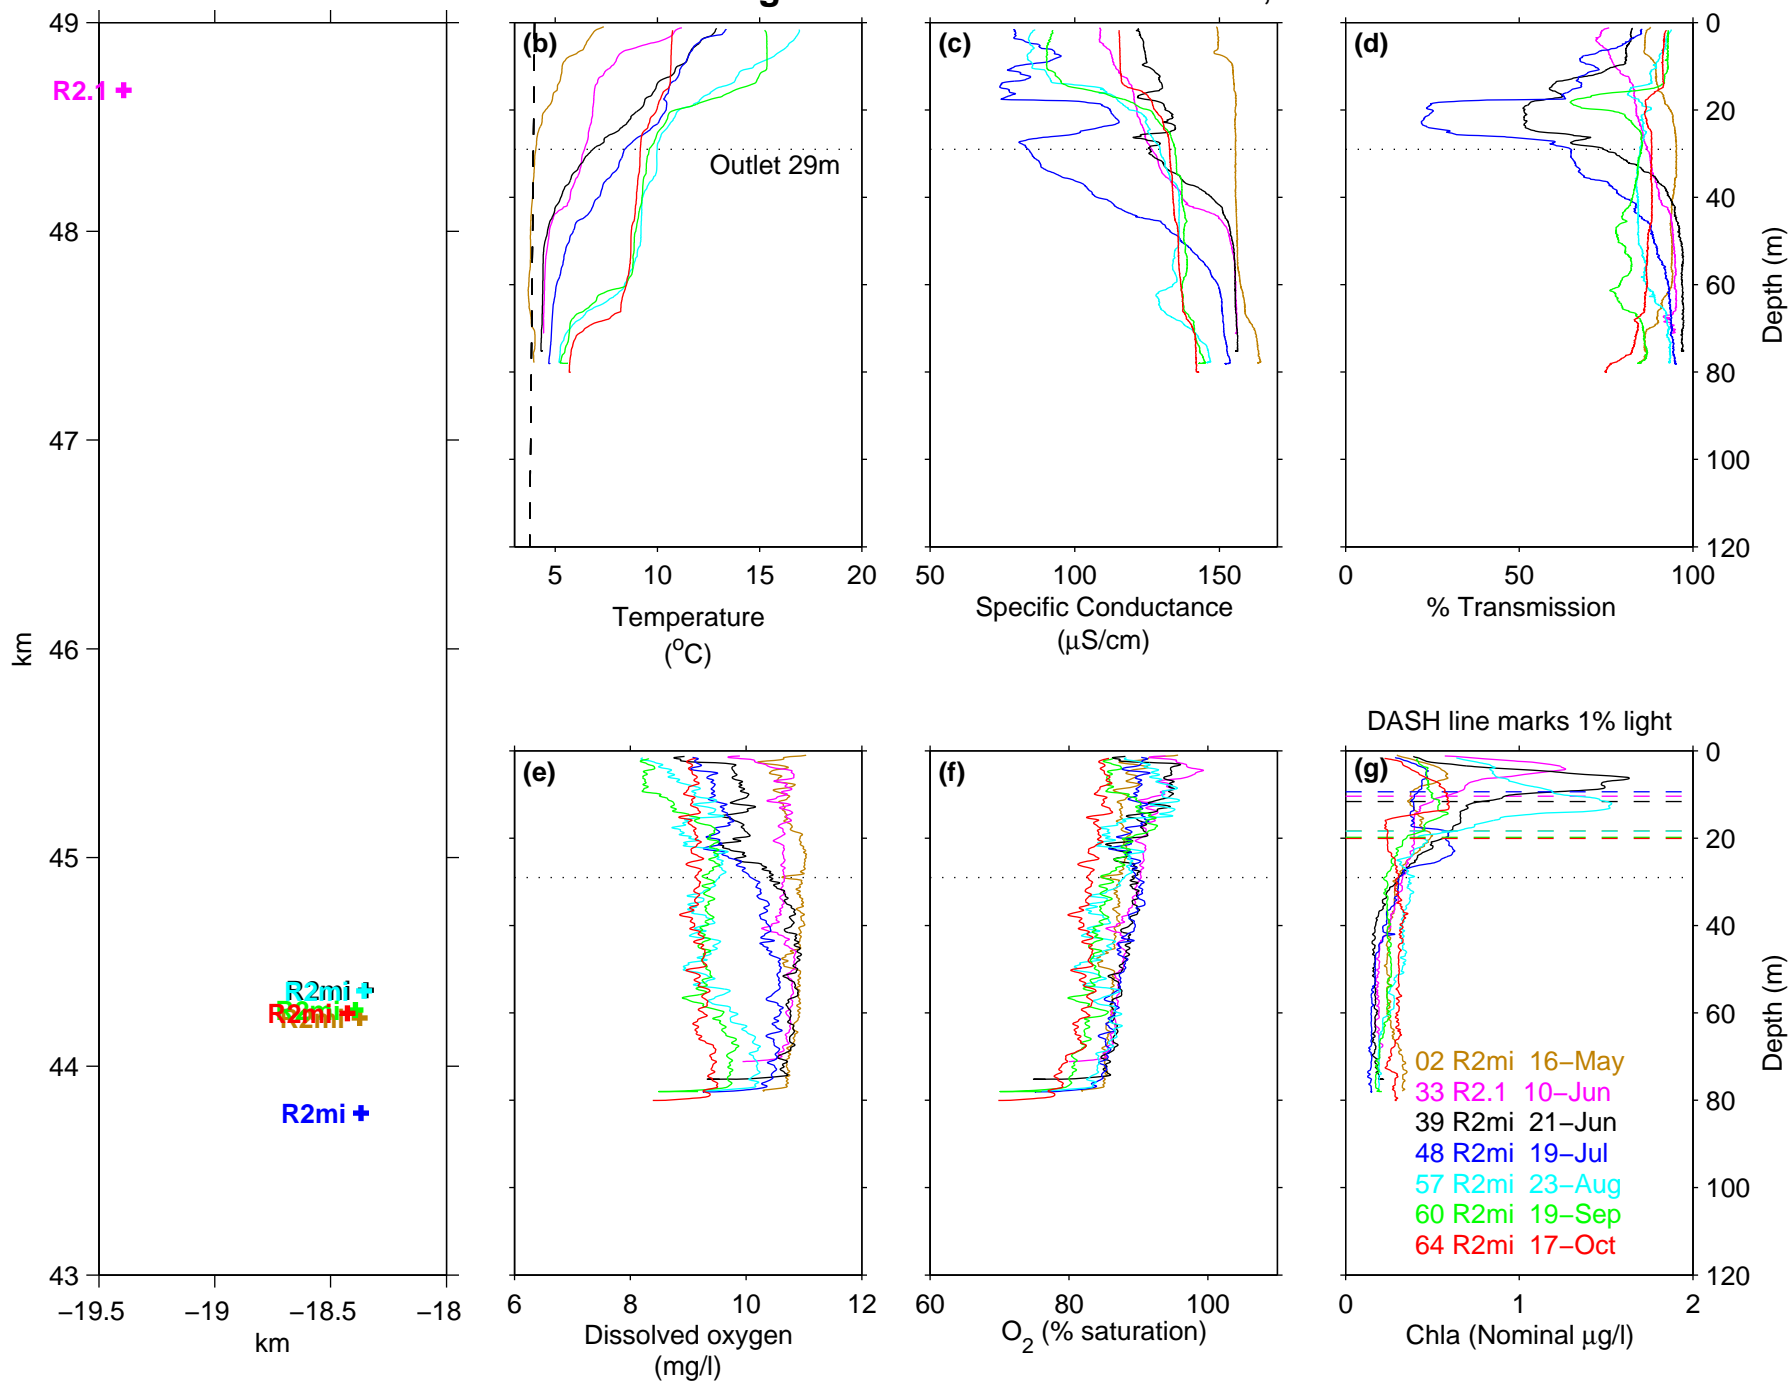 49
48
47
46
45
44
43
km
−19.5
−19
−18.5
−18
km
R2.1
R2mi
R2mi
R2mi
R2mi
R2mi
(b)
Outlet 29m
5
10
15
20
Temperature
(°C)
(c)
50
100
150
Specific Conductance
(μS/cm)
(d)
0
50
100
% Transmission
0
20
40
60
80
100
120
Depth (m)
(e)
6
8
10
12
Dissolved oxygen
(mg/l)
(f)
60
80
100
O2 (% saturation)
DASH line marks 1% light
(g)
02 R2mi 16−May
33 R2.1 10−Jun
39 R2mi 21−Jun
48 R2mi 19−Jul
57 R2mi 23−Aug
60 R2mi 19−Sep
64 R2mi 17−Oct
0
1
2
Chla (Nominal μg/l)
0
20
40
60
80
100
120
Depth (m)